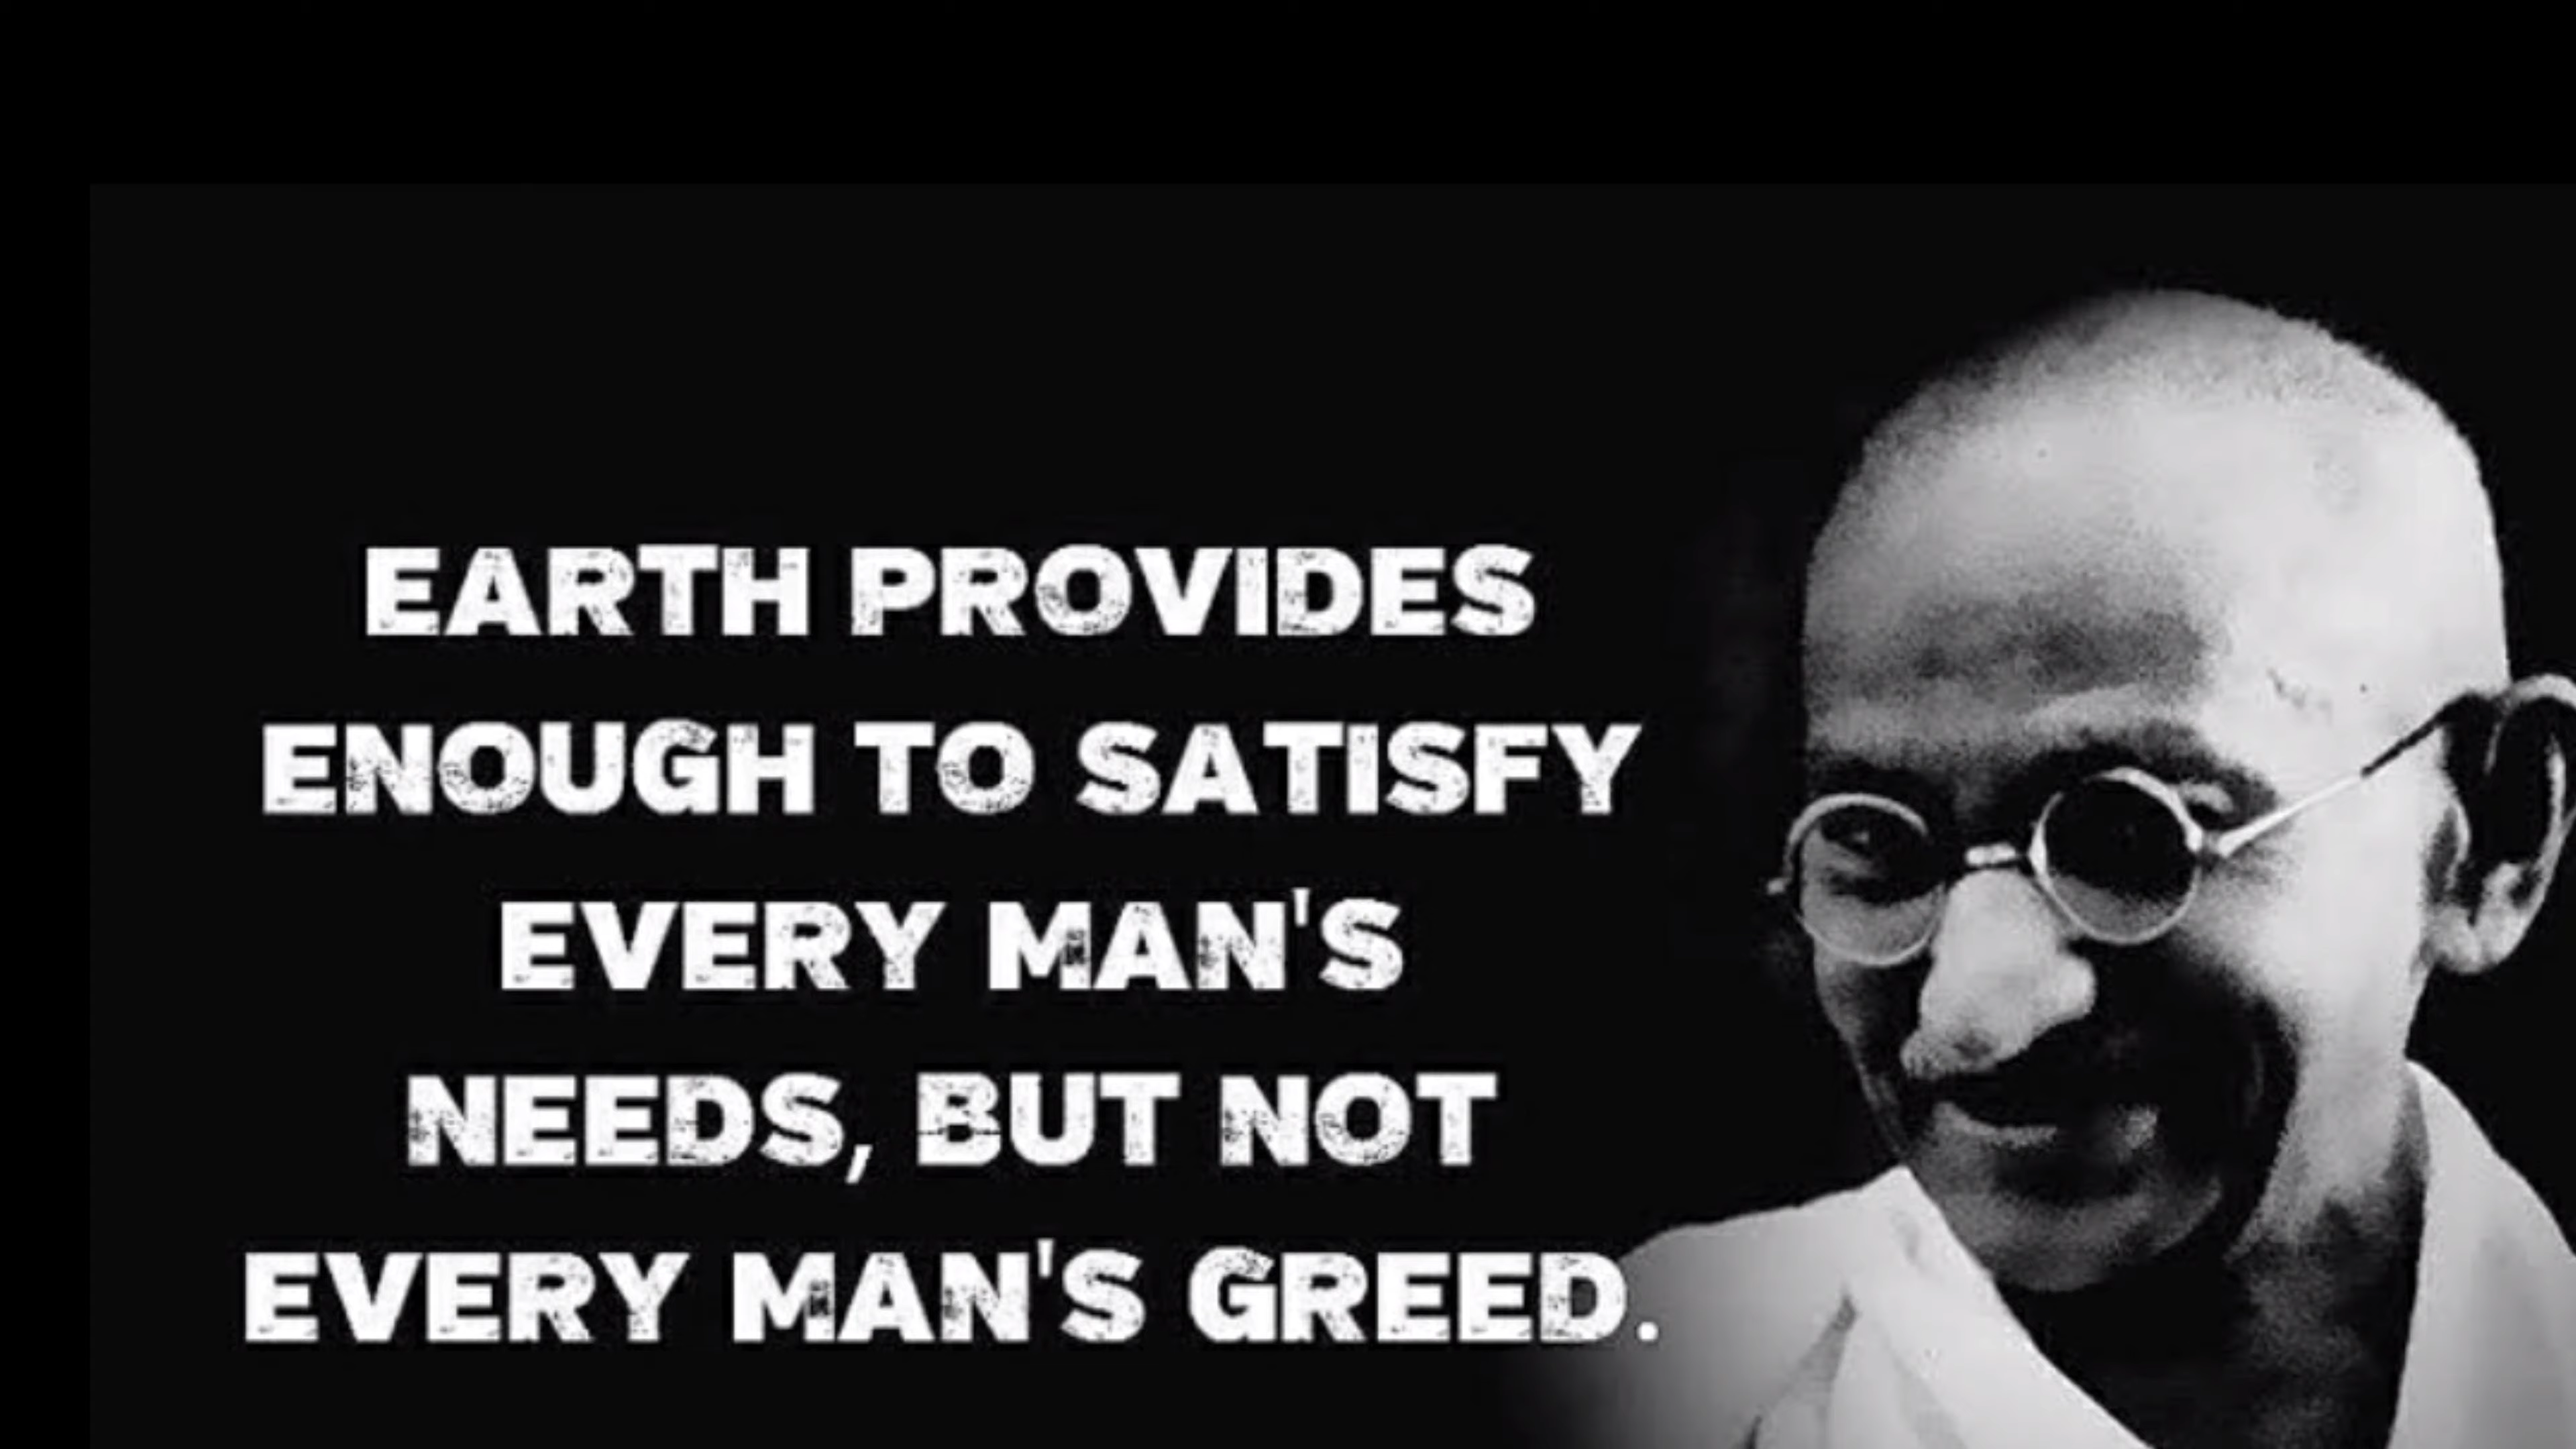 EARTH PROVIDES
ENOUGH TO SATISFY
EVERY MAN'S
NEEDS, BUT NOT
EVERY MAN'S GREED.